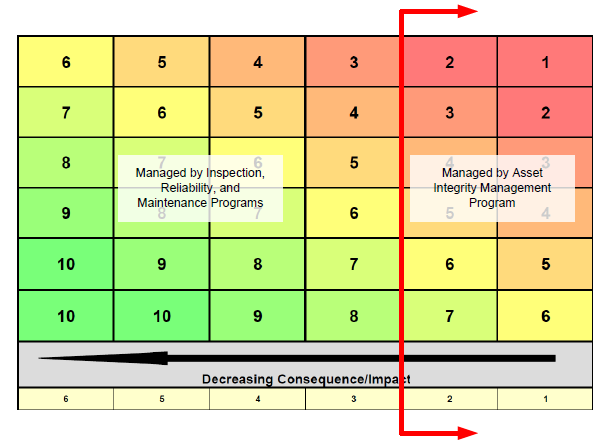 6 5 4 3 2 1
7 6 5 4 3 2
8 7 6 5 4 3
Managed by Inspection,
Reliability, and
Maintenance Programs
Managed by Asset
Integrity Management
Program
9 8 7 6 5 4
10 9 8 7 6 5
10 10 9 8 7 6
Decreasing Consequence/Impact
6 5 4 3 2 1